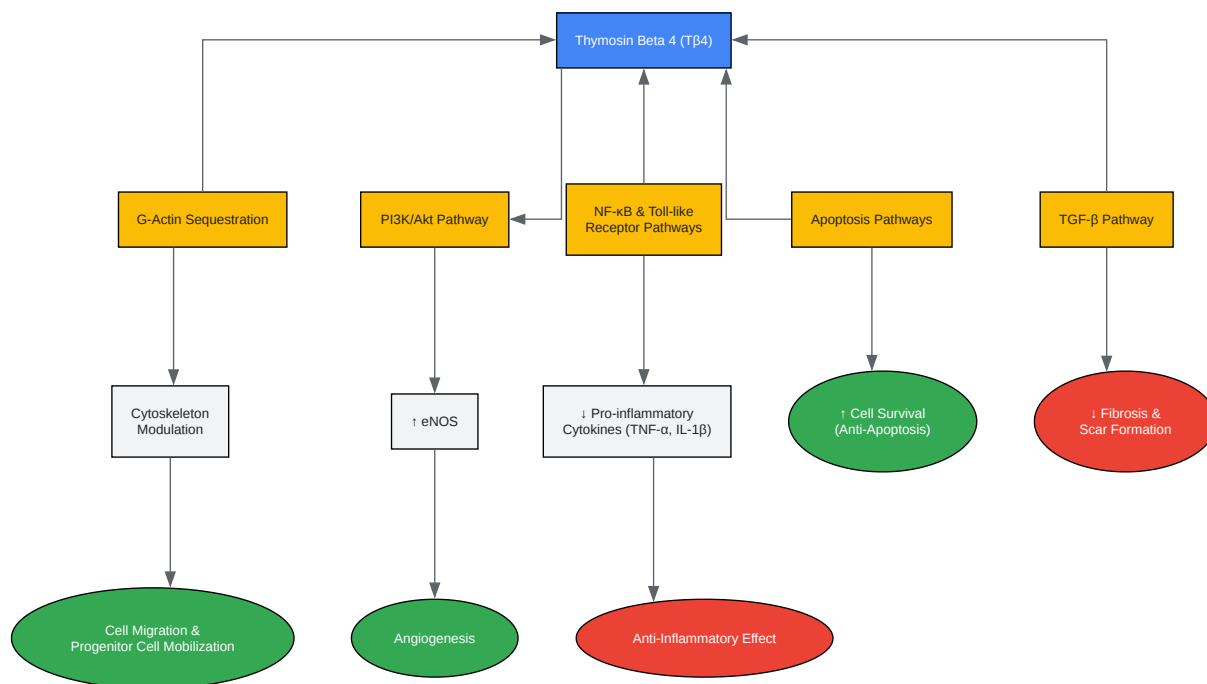 Thymosin Beta 4 (Tβ4)
G-Actin Sequestration
PI3K/Akt Pathway
NF-κB & Toll-like
Receptor Pathways
Apoptosis Pathways
TGF-β Pathway
Cytoskeleton
Modulation
↑ eNOS
↓ Pro-inflammatory
Cytokines (TNF-α, IL-1β)
↑ Cell Survival
(Anti-Apoptosis)
↓ Fibrosis &
Scar Formation
Cell Migration &
Progenitor Cell Mobilization
Angiogenesis
Anti-Inflammatory Effect